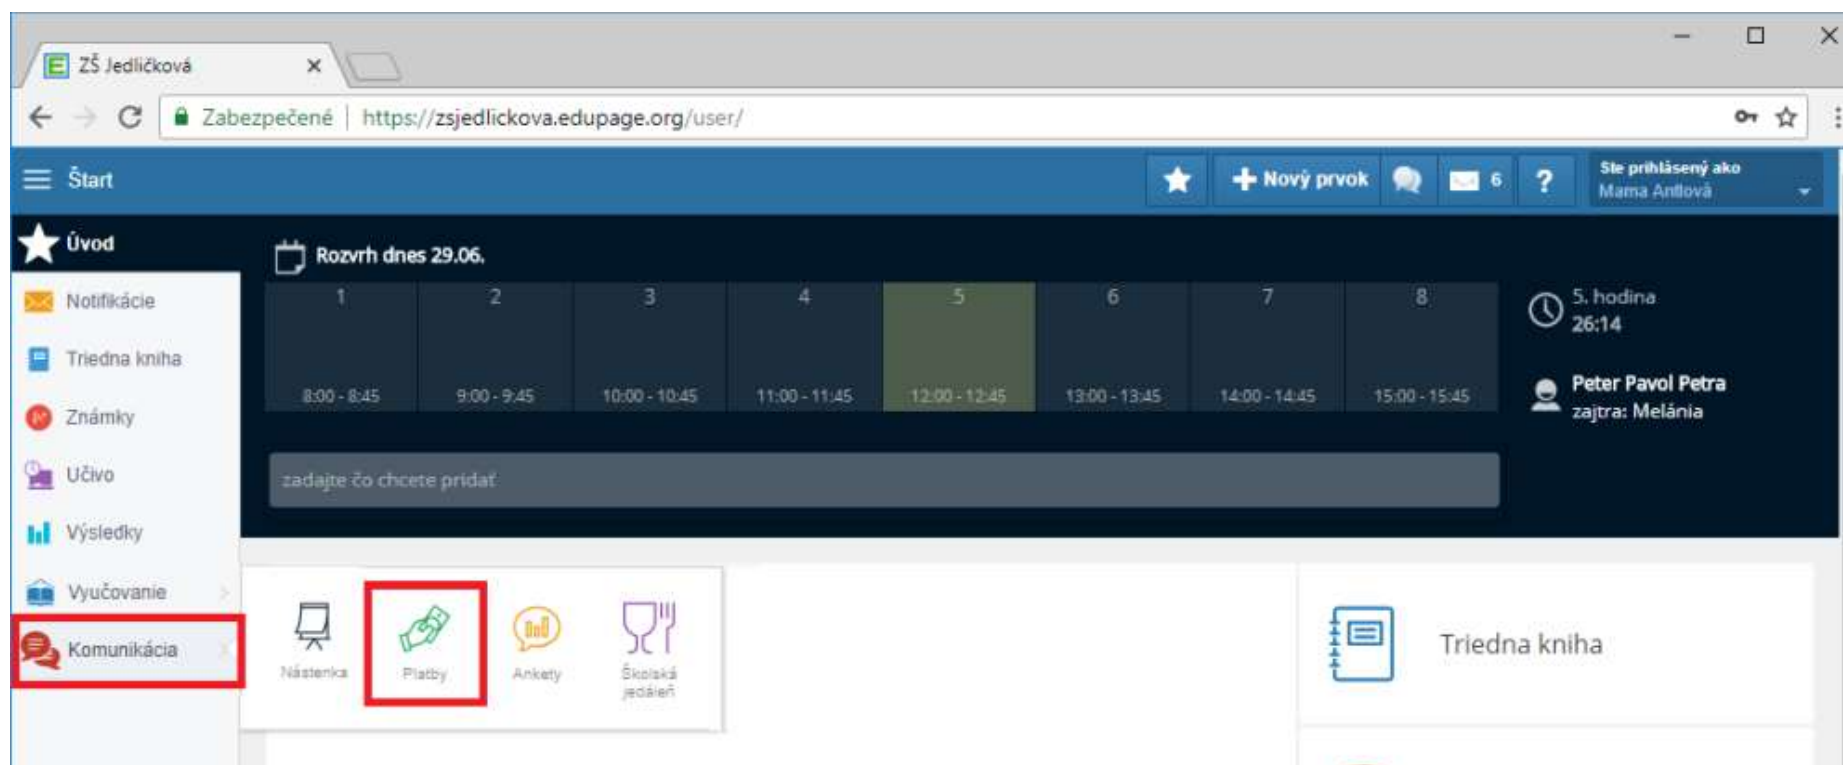 ZŠ Jedličková
Zabezpečené | https://zsjedlickova.edupage.org/user/
Štart
Nový prvok
6
?
Ste prihlásený ako
Mama Antlová
Úvod
Notifikácie
Triedna kniha
Známky
Učivo
Výsledky
Vyučovanie
Komunikácia
Rozvrh dnes 29.06.
1 2 3 4 5 6 7 8
8:00 - 8:45 9:00 - 9:45 10:00 - 10:45 11:00 - 11:45 12:00 - 12:45 13:00 - 13:45 14:00 - 14:45 15:00 - 15:45
5. hodina
26:14
Peter Pavol Petra
zajtra: Melánia
zadajte čo chcete pridať
Nástenka
Platby
Ankety
Školská
jedáleň
Triedna kniha